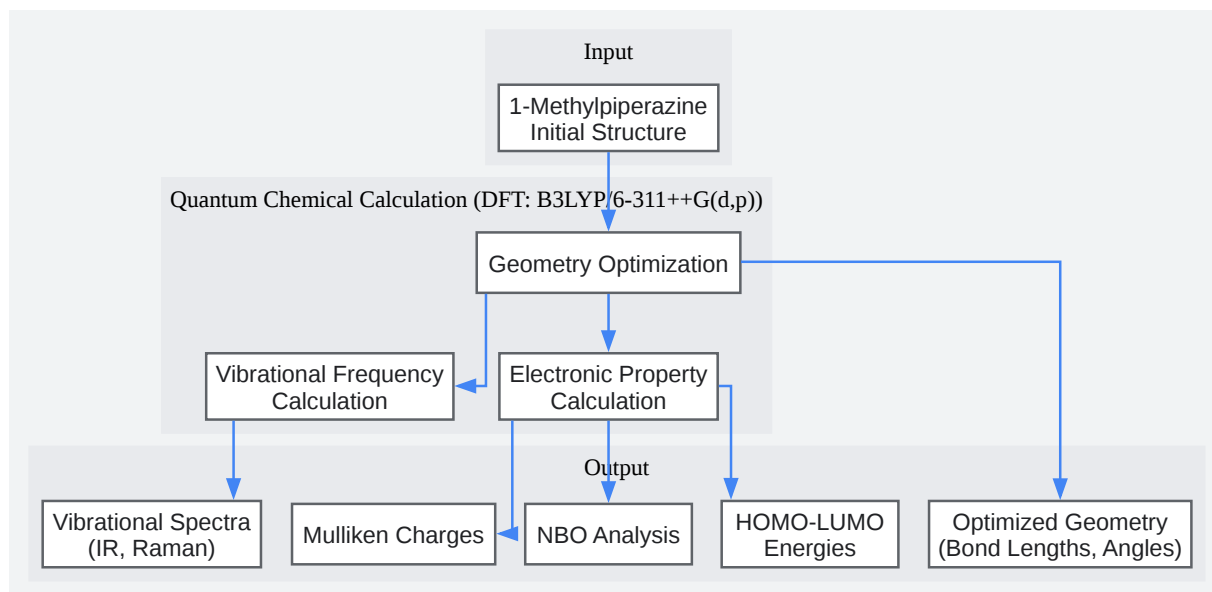 Input
1-Methylpiperazine
Initial Structure
Quantum Chemical Calculation (DFT: B3LYP/6-311++G(d,p))
Geometry Optimization
Vibrational Frequency
Calculation
Electronic Property
Calculation
Output
Vibrational Spectra
(IR, Raman)
Mulliken Charges
NBO Analysis
HOMO-LUMO
Energies
Optimized Geometry
(Bond Lengths, Angles)